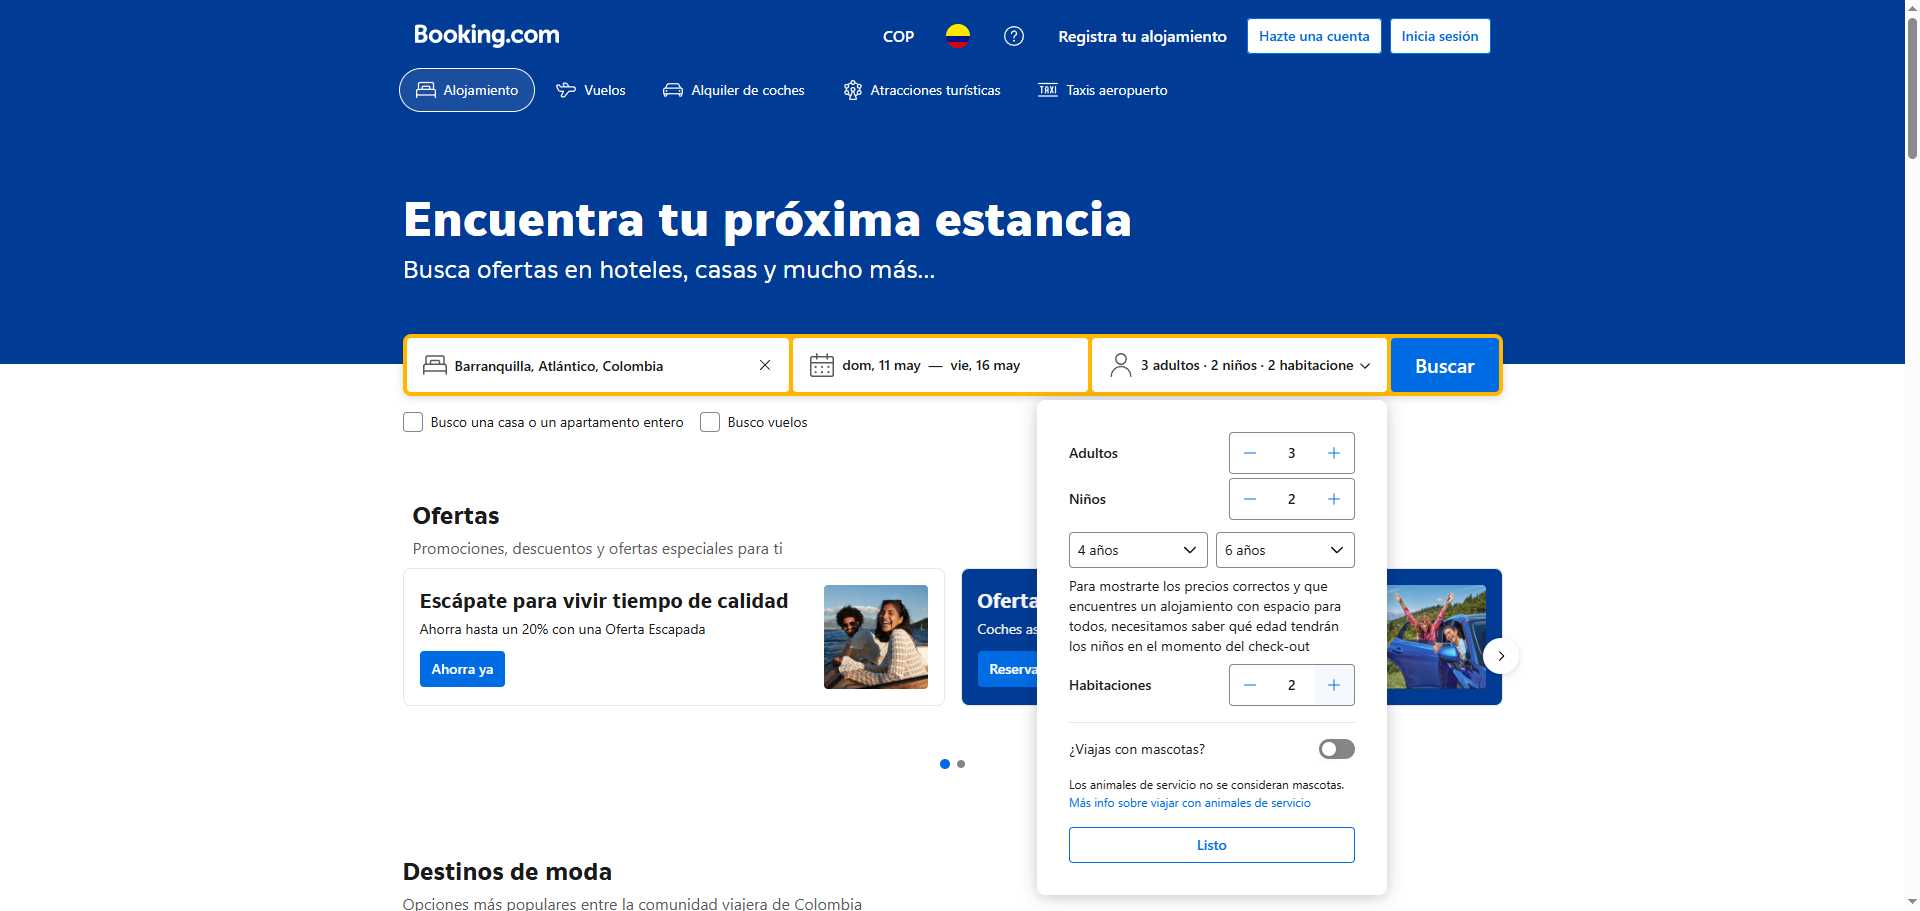 Booking.com
COP
Registra tu alojamiento
Hazte una cuenta
Inicia sesión
Alojamiento
Vuelos
Alquiler de coches
Atracciones turísticas
TAXI
Taxis aeropuerto
Encuentra tu próxima estancia
Busca ofertas en hoteles, casas y mucho más...
Barranquilla, Atlántico, Colombia
dom, 11 may — vie, 16 may
3 adultos · 2 niños · 2 habitacione
Buscar
Busco una casa o un apartamento entero
Busco vuelos
Adultos
3
Niños
2
4 años
6 años
Para mostrarte los precios correctos y que
encuentres un alojamiento con espacio para
todos, necesitamos saber qué edad tendrán
los niños en el momento del check-out
Habitaciones
2
¿Viajas con mascotas?
Los animales de servicio no se consideran mascotas.
Más info sobre viajar con animales de servicio
Listo
Ofertas
Promociones, descuentos y ofertas especiales para ti
Escápate para vivir tiempo de calidad
Ahorra hasta un 20% con una Oferta Escapada
Ahorra ya
Oferta
Coches as
Reserva
Destinos de moda
Opciones más populares entre la comunidad viajera de Colombia